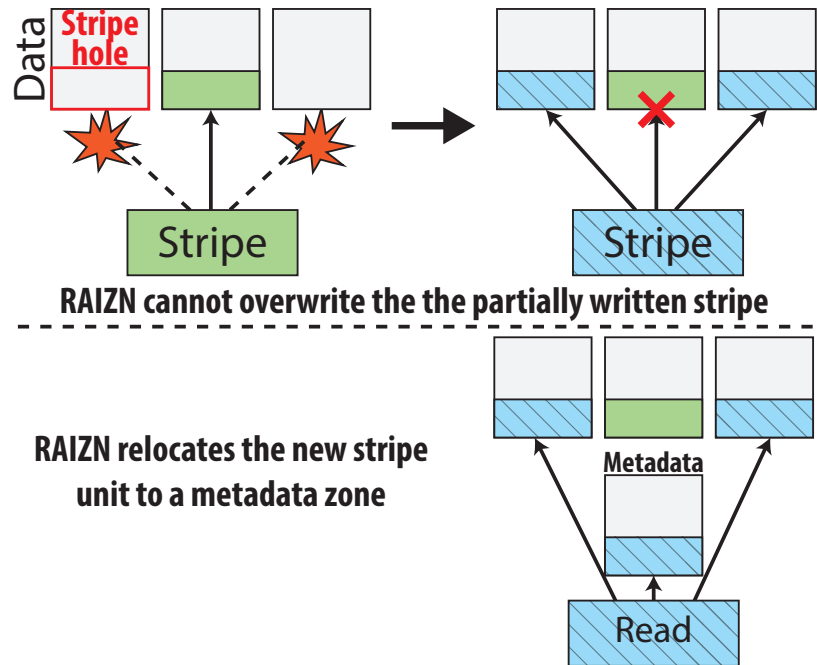 Data
Stripe
hole
Stripe
Stripe
RAIZN cannot overwrite the the partially written stripe
RAIZN relocates the new stripe
unit to a metadata zone
Metadata
Read